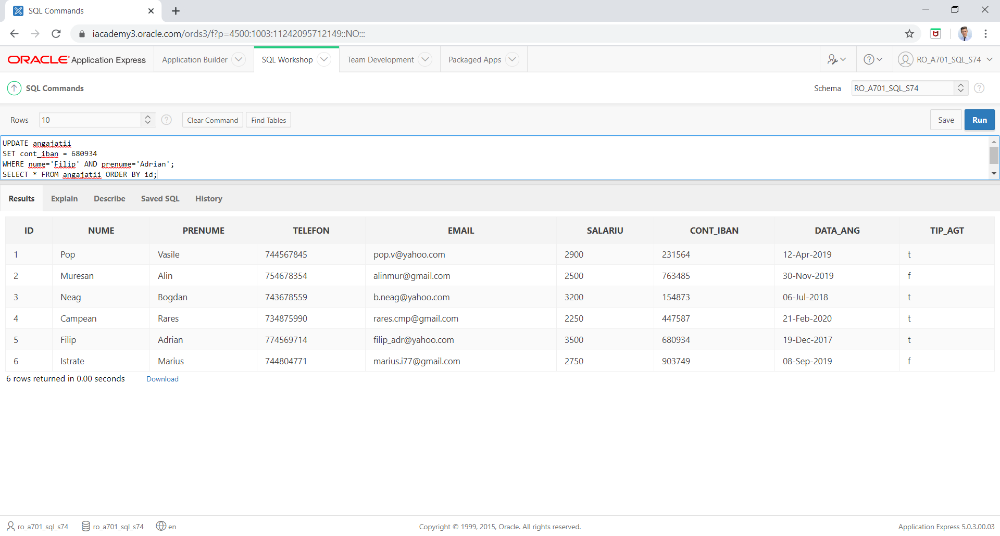 SQL Commands
iacademy3.oracle.com/ords3/f?p=4500:1003:11242095712149::NO:::
ORACLE Application Express Application Builder SQL Workshop Team Development Packaged Apps RO_A701_SQL_S74
SQL Commands Schema RO_A701_SQL_S74
Rows 10 Clear Command Find Tables Save Run
UPDATE angajatii
SET cont_iban = 680934
WHERE nume='Filip' AND prenume='Adrian';
SELECT * FROM angajatii ORDER BY id;
Results Explain Describe Saved SQL History
ID NUME PRENUME TELEFON EMAIL SALARIU CONT_IBAN DATA_ANG TIP_AGT
1 Pop Vasile 744567845 pop.v@yahoo.com 2900 231564 12-Apr-2019 t
2 Muresan Alin 754678354 alinmur@gmail.com 2500 763485 30-Nov-2019 f
3 Neag Bogdan 743678559 b.neag@yahoo.com 3200 154873 06-Jul-2018 t
4 Campean Rares 734875990 rares.cmp@gmail.com 2250 447587 21-Feb-2020 t
5 Filip Adrian 774569714 filip_adr@yahoo.com 3500 680934 19-Dec-2017 t
6 Istrate Marius 744804771 marius.i77@gmail.com 2750 903749 08-Sep-2019 f
6 rows returned in 0.00 seconds Download
ro_a701_sql_s74 ro_a701_sql_s74 en Copyright © 1999, 2015, Oracle. All rights reserved. Application Express 5.0.3.00.03